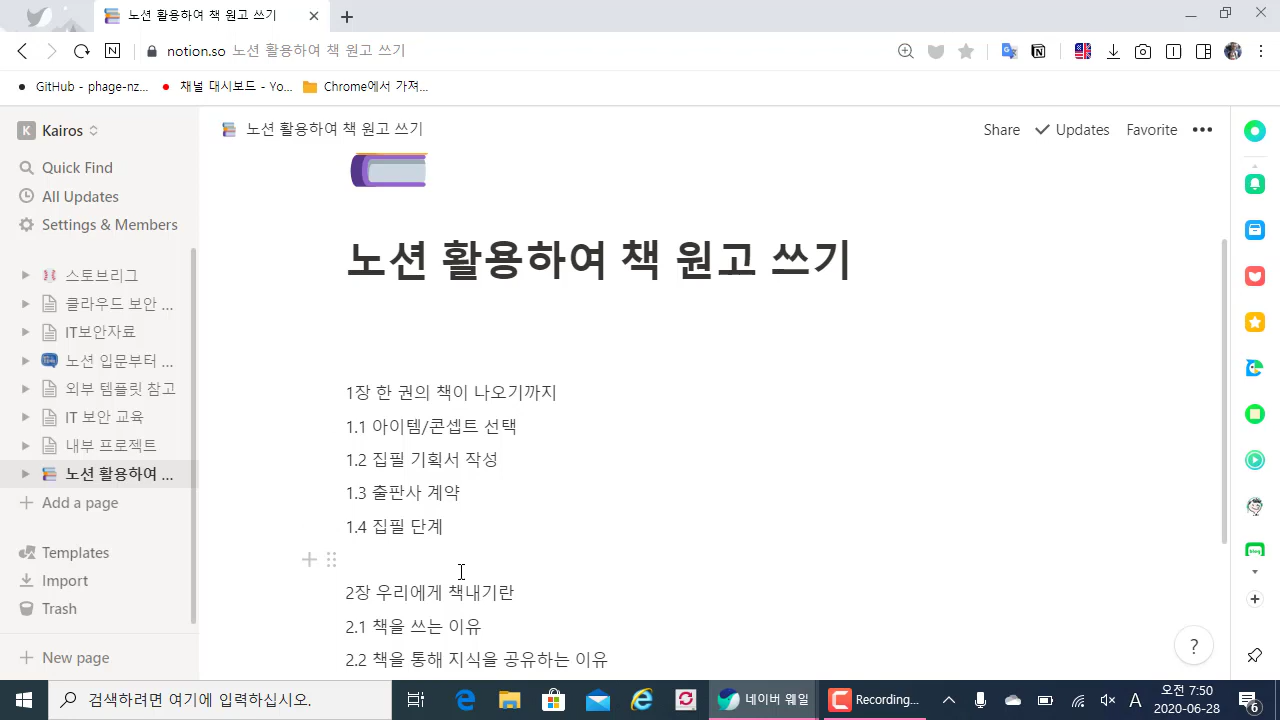 노션 활용하여 책 원고 쓰기
notion.so 노션 활용하여 책 원고 쓰기
GitHub - phage-nz...
채널 대시보드 - Yo...
Chrome에서 가져...
K Kairos
노션 활용하여 책 원고 쓰기
Share
Updates
Favorite
Quick Find
All Updates
Settings & Members
스토브리그
클라우드 보안 ...
IT보안자료
노션 입문부터 ...
외부 템플릿 참고
IT 보안 교육
내부 프로젝트
노션 활용하여 ...
Add a page
Templates
Import
Trash
New page
노션 활용하여 책 원고 쓰기
1장 한 권의 책이 나오기까지
1.1 아이템/콘셉트 선택
1.2 집필 기획서 작성
1.3 출판사 계약
1.4 집필 단계
2장 우리에게 책내기란
2.1 책을 쓰는 이유
2.2 책을 통해 지식을 공유하는 이유
?
blog
검색하려면 여기에 입력하십시오.
네이버 웨일
Recording...
A
오전 7:50
2020-06-28
6